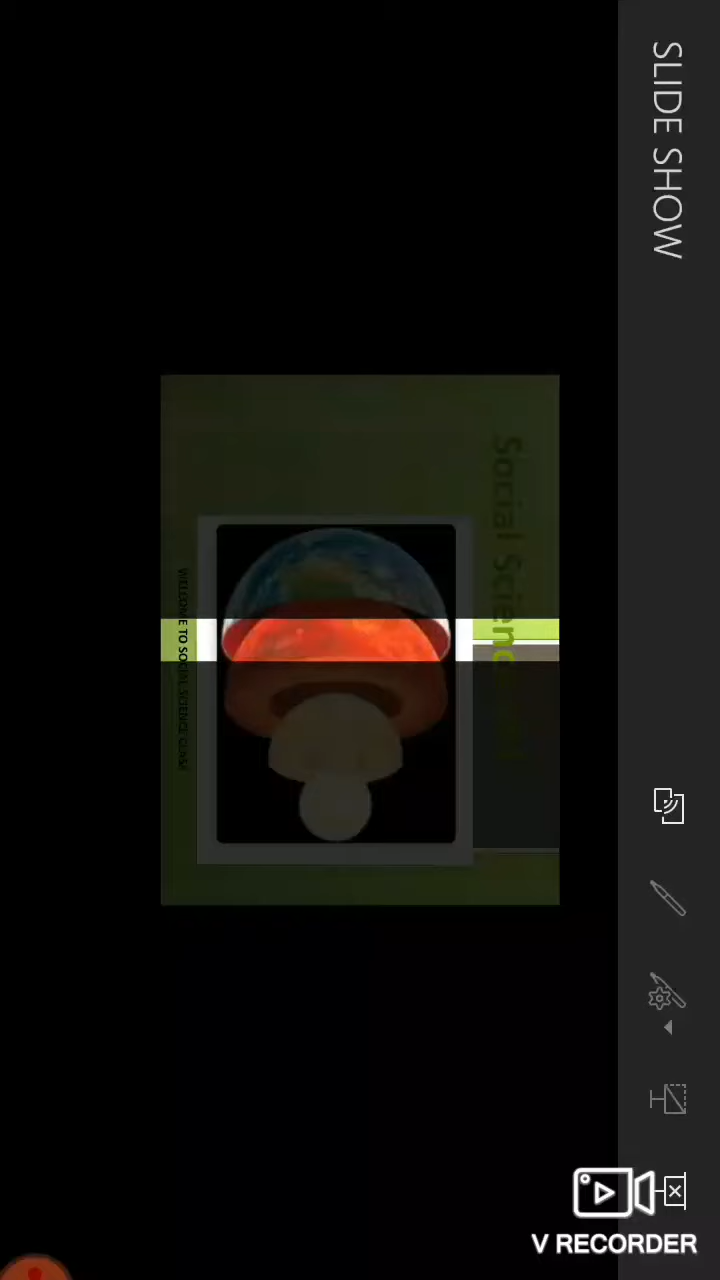 SLIDE SHOW
Social Science
WELCOME TO SOCIAL SCIENCE CLASS
V RECORDER